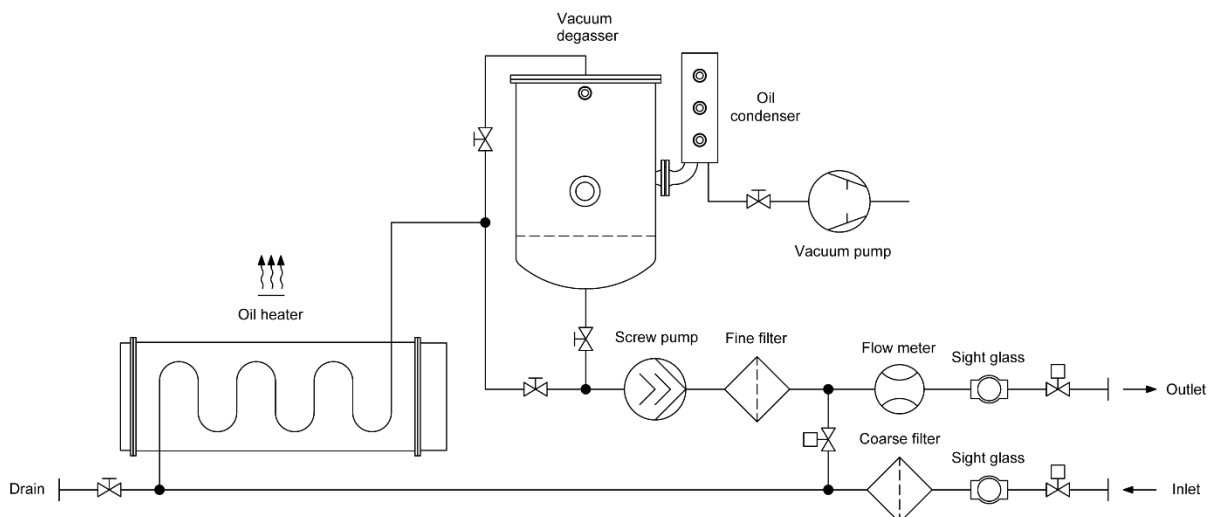 Vacuum
degasser
Oil
condenser
Vacuum pump
Oil heater
Screw pump
Fine filter
Flow meter
Sight glass
Outlet
Coarse filter
Sight glass
Drain
Inlet